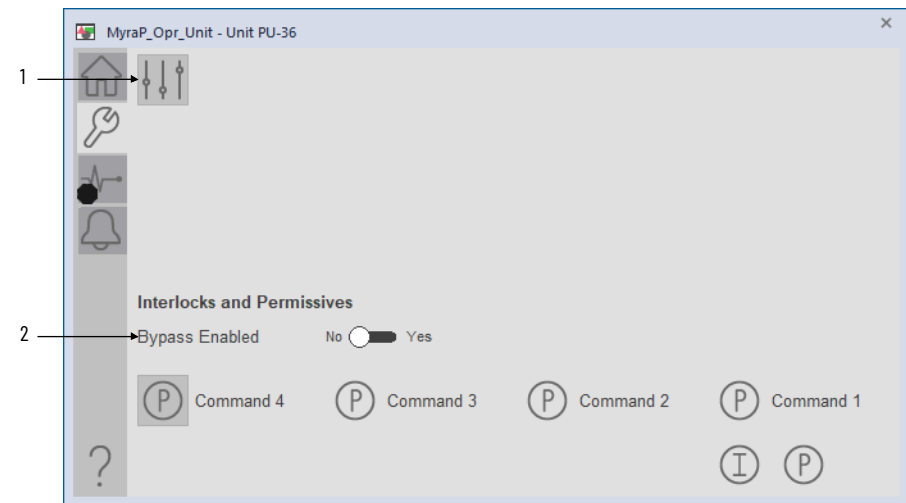 MyraP_Opr_Unit - Unit PU-36
1
Interlocks and Permissives
2
Bypass Enabled No Yes
P Command 4 P Command 3 P Command 2 P Command 1
? I P